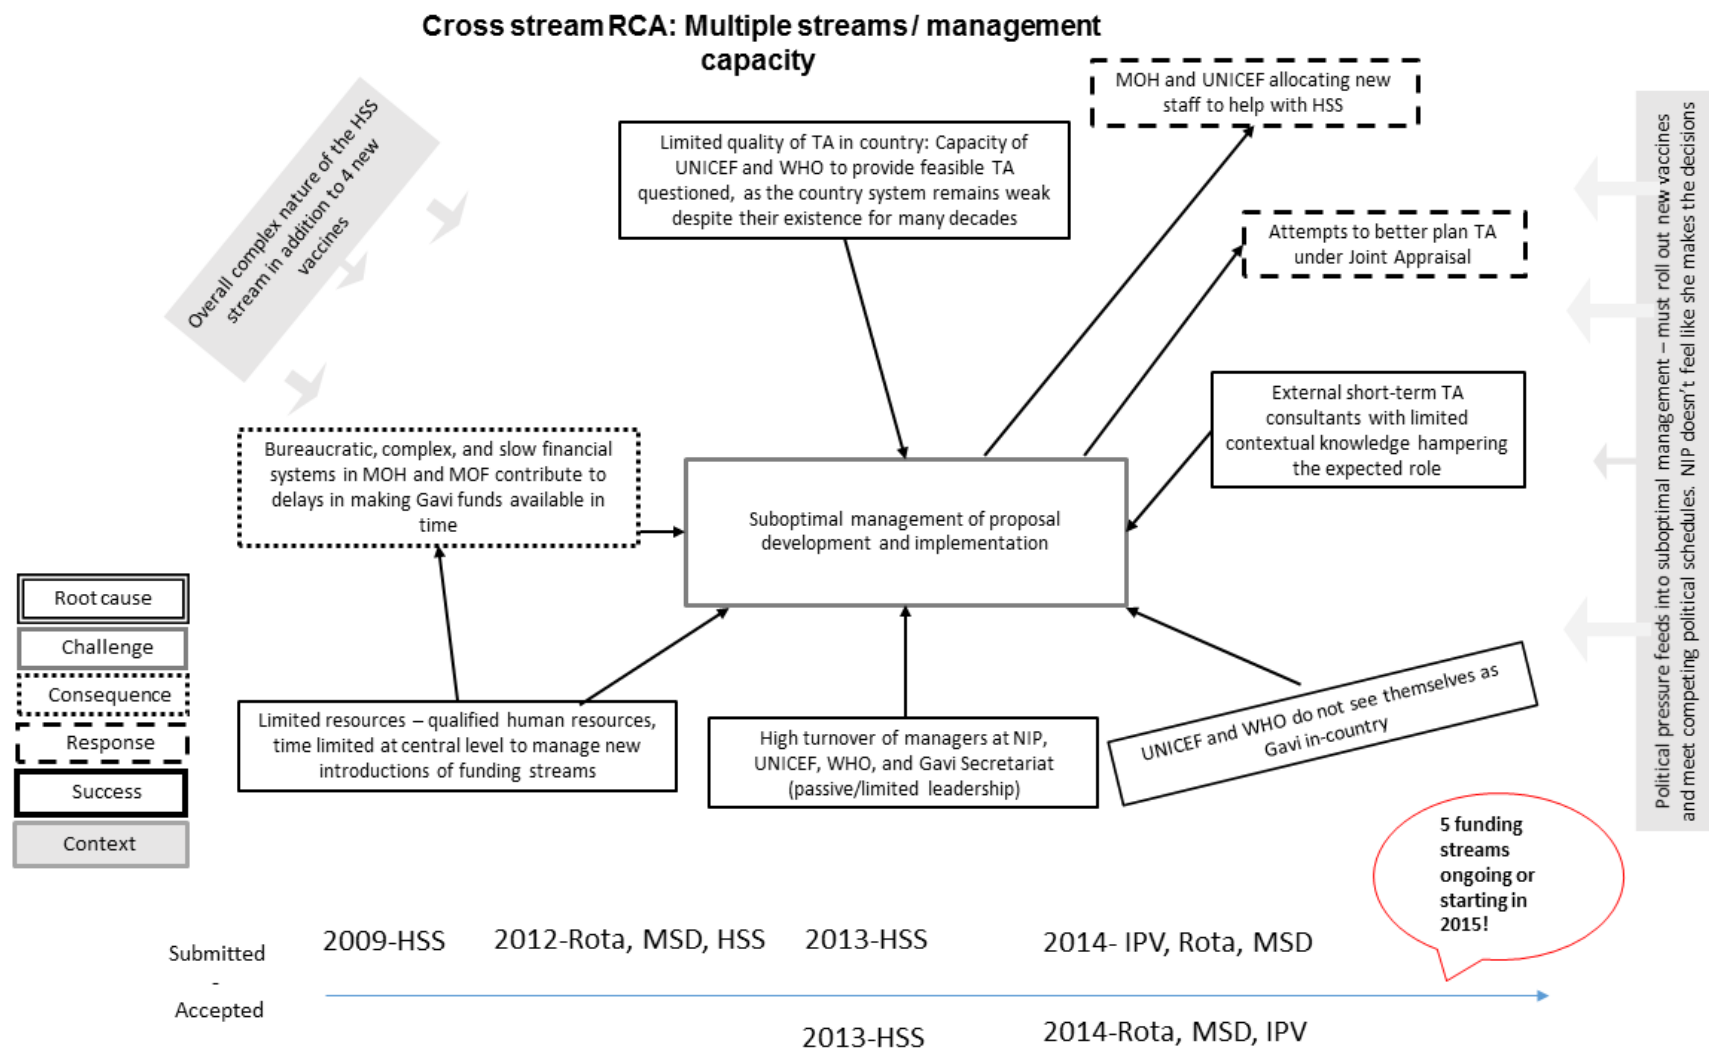 Cross stream RCA: Multiple streams / management
capacity
MOH and UNICEF allocating new
staff to help with HSS
Overall complex nature of the HSS
stream in addition to 4 new
vaccines
Limited quality of TA in country: Capacity of
UNICEF and WHO to provide feasible TA
questioned, as the country system remains weak
despite their existence for many decades
Attempts to better plan TA
under Joint Appraisal
Political pressure feeds into suboptimal management – must roll out new vaccines
and meet competing political schedules. NIP doesn't feel like she makes the decisions
External short-term TA
consultants with limited
contextual knowledge hampering
the expected role
Bureaucratic, complex, and slow financial
systems in MOH and MOF contribute to
delays in making Gavi funds available in
time
Suboptimal management of proposal
development and implementation
Root cause
Challenge
Consequence
Response
Success
Context
Limited resources – qualified human resources,
time limited at central level to manage new
introductions of funding streams
High turnover of managers at NIP,
UNICEF, WHO, and Gavi Secretariat
(passive/limited leadership)
UNICEF and WHO do not see themselves as
Gavi in-country
5 funding
streams
ongoing or
starting in
2015!
Submitted
-
Accepted
2009-HSS
2012-Rota, MSD, HSS
2013-HSS
2014- IPV, Rota, MSD
2013-HSS
2014-Rota, MSD, IPV